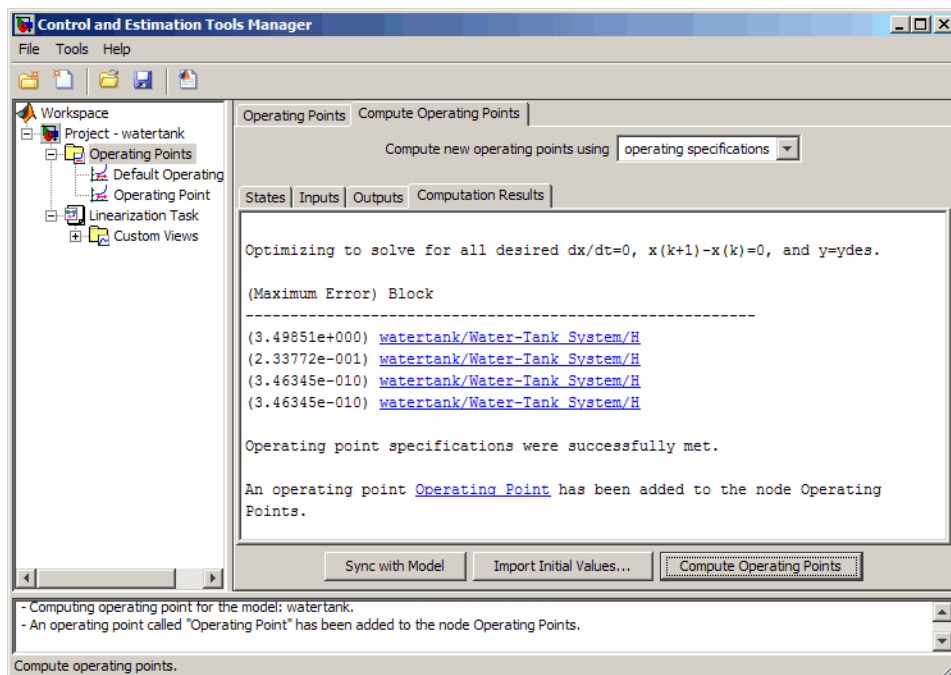 Control and Estimation Tools Manager
File Tools Help
Workspace
Project - watertank
Operating Points
Default Operating
Operating Point
Linearization Task
Custom Views
Operating Points Compute Operating Points
Compute new operating points using operating specifications
States Inputs Outputs Computation Results
Optimizing to solve for all desired dx/dt=0, x(k+1)-x(k)=0, and y=ydes.
(Maximum Error) Block
----------------------------------------------------------
(3.49851e+000) watertank/Water-Tank System/H
(2.33772e-001) watertank/Water-Tank System/H
(3.46345e-010) watertank/Water-Tank System/H
(3.46345e-010) watertank/Water-Tank System/H
Operating point specifications were successfully met.
An operating point Operating Point has been added to the node Operating
Points.
Sync with Model Import Initial Values... Compute Operating Points
- Computing operating point for the model: watertank.
- An operating point called "Operating Point" has been added to the node Operating Points.
Compute operating points.